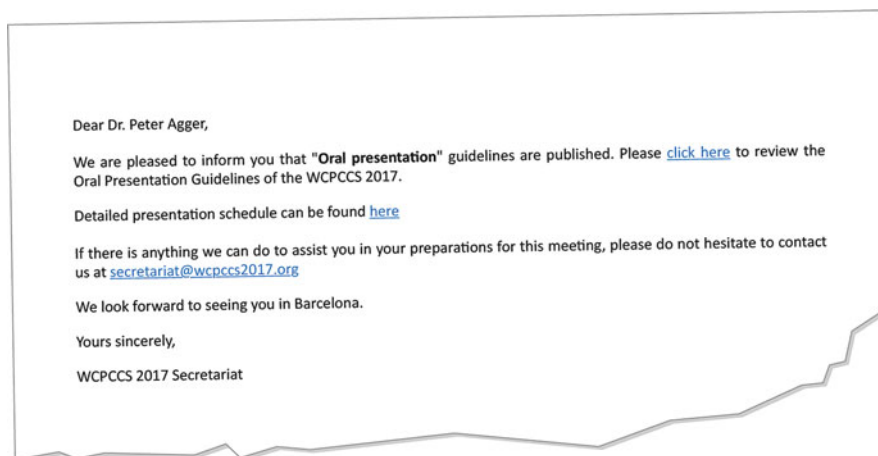 Dear Dr. Peter Agger,
We are pleased to inform you that "Oral presentation" guidelines are published. Please click here to review the
Oral Presentation Guidelines of the WCPCCS 2017.
Detailed presentation schedule can be found here
If there is anything we can do to assist you in your preparations for this meeting, please do not hesitate to contact
us at secretariat@wcpccs2017.org
We look forward to seeing you in Barcelona.
Yours sincerely,
WCPCCS 2017 Secretariat